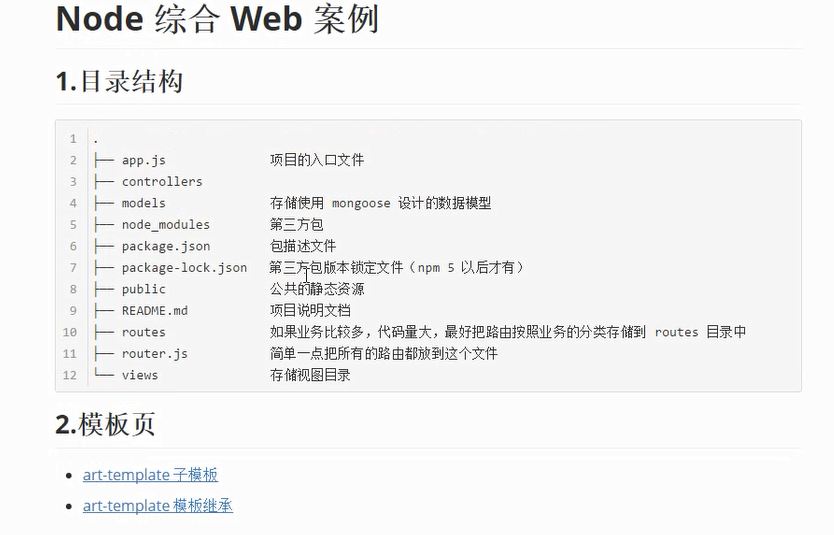 Node 综合 Web 案例
1.目录结构
1 .
2 ├── app.js 项目的入口文件
3 ├── controllers
4 ├── models 存储使用 mongoose 设计的数据模型
5 ├── node_modules 第三方包
6 ├── package.json 包描述文件
7 ├── package-lock.json 第三方包版本锁定文件（npm 5 以后才有）
8 ├── public 公共的静态资源
9 ├── README.md 项目说明文档
10 ├── routes 如果业务比较多，代码量大，最好把路由按照业务的分类存储到 routes 目录中
11 ├── router.js 简单一点把所有的路由都放到这个文件
12 └── views 存储视图目录
2.模板页
• art-template 子模板
• art-template 模板继承